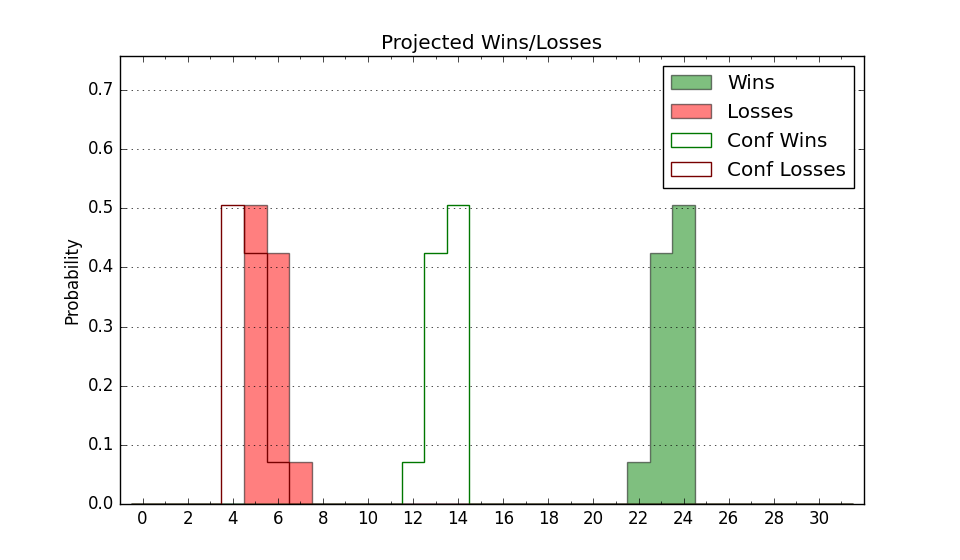 Projected Wins/Losses
Wins
Losses
Conf Wins
Conf Losses
Probability
0.7
0.6
0.5
0.4
0.3
0.2
0.1
0.0
0 2 4 6 8 10 12 14 16 18 20 22 24 26 28 30